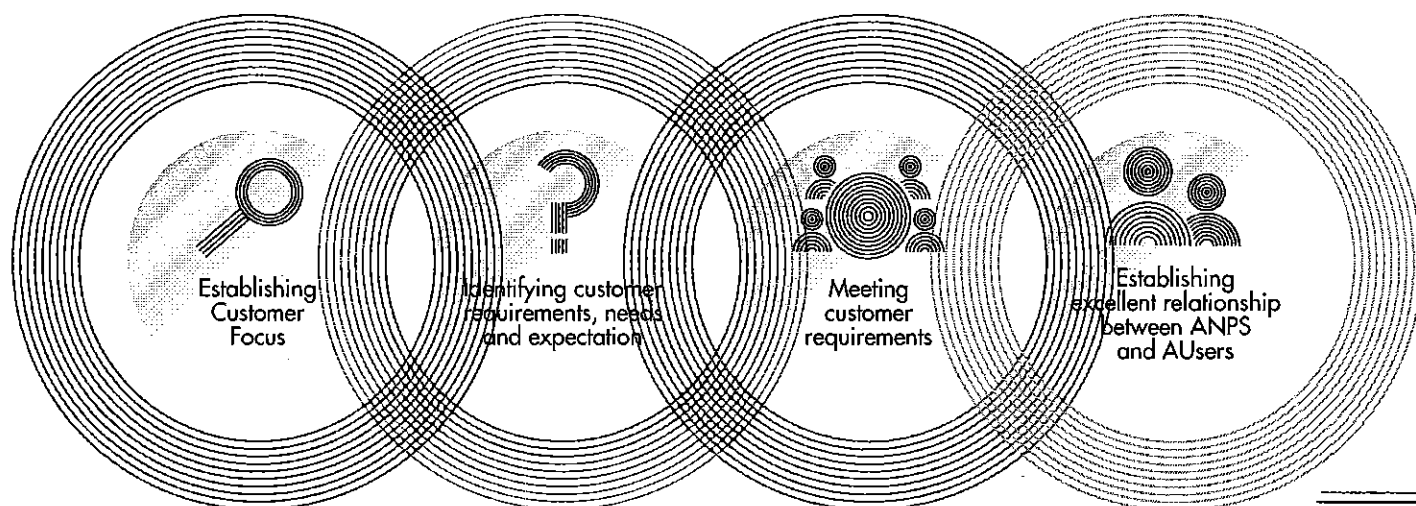 Establishing
Customer
Focus
Identifying customer
requirements, needs
and expectation
Meeting
customer
requirements
Establishing
excellent relationship
between ANPS
and AUsers